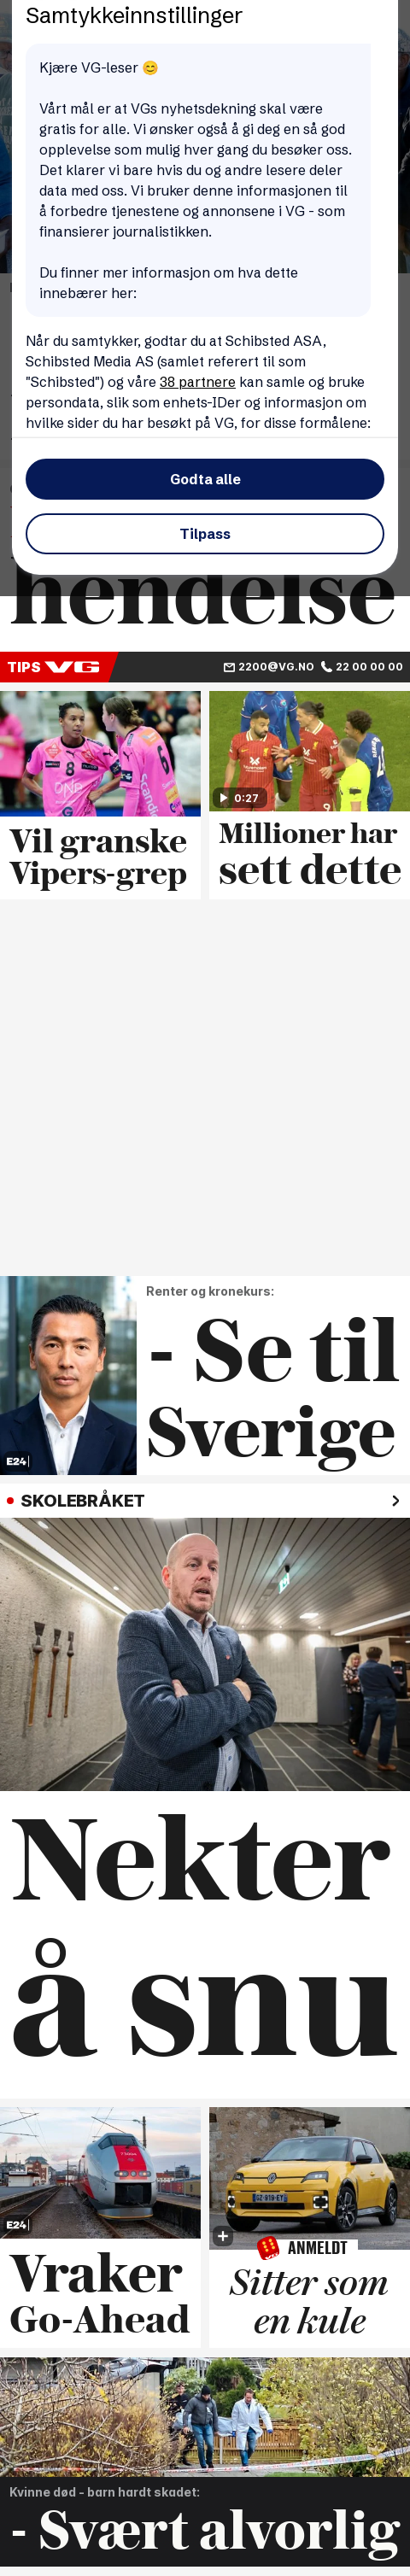 Samtykkeinnstillinger
Kjære VG-leser 😊
Vårt mål er at VGs nyhetsdekning skal være
gratis for alle. Vi ønsker også å gi deg en så god
opplevelse som mulig hver gang du besøker oss.
Det klarer vi bare hvis du og andre lesere deler
data med oss. Vi bruker denne informasjonen til
å forbedre tjenestene og annonsene i VG - som
finansierer journalistikken.
Du finner mer informasjon om hva dette
innebærer her:
Når du samtykker, godtar du at Schibsted ASA,
Schibsted Media AS (samlet referert til som
"Schibsted") og våre 38 partnere kan samle og bruke
persondata, slik som enhets-IDer og informasjon om
hvilke sider du har besøkt på VG, for disse formålene:
Godta alle
Tilpass
hendelse
TIPS VG 2200@VG.NO 22 00 00 00
0:27
Vil granske
Vipers-grep
Millioner har
sett dette
Renter og kronekurs:
- Se til
Sverige
E24
SKOLEBRÅKET
Nekter
å snu
E24
Vraker
Go-Ahead
ANMELDT
Sitter som
en kule
Kvinne død – barn hardt skadet:
- Svært alvorlig